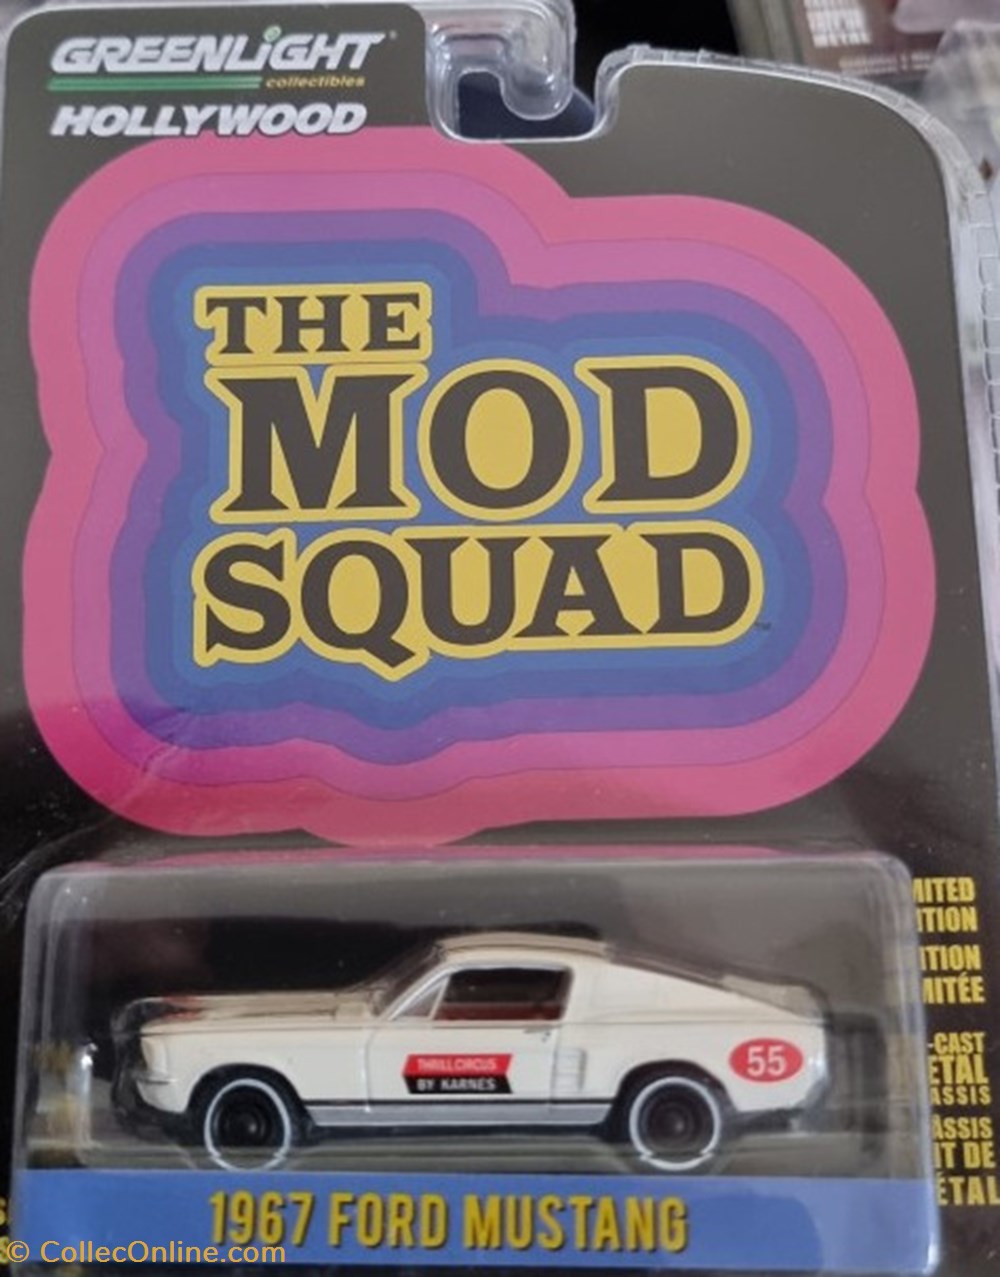 GREENLiGHT
collectibles
HOLLYWOOD
THE
MOD
SQUAD
™
MITED
ITION
ITION
MITÉE
-CAST
ETAL
ASSIS
ÂSSIS
IT DE
ÉTAL
THRILL CIRCUS
BY KARNES
55
1967 FORD MUSTANG
© CollecOnline.com